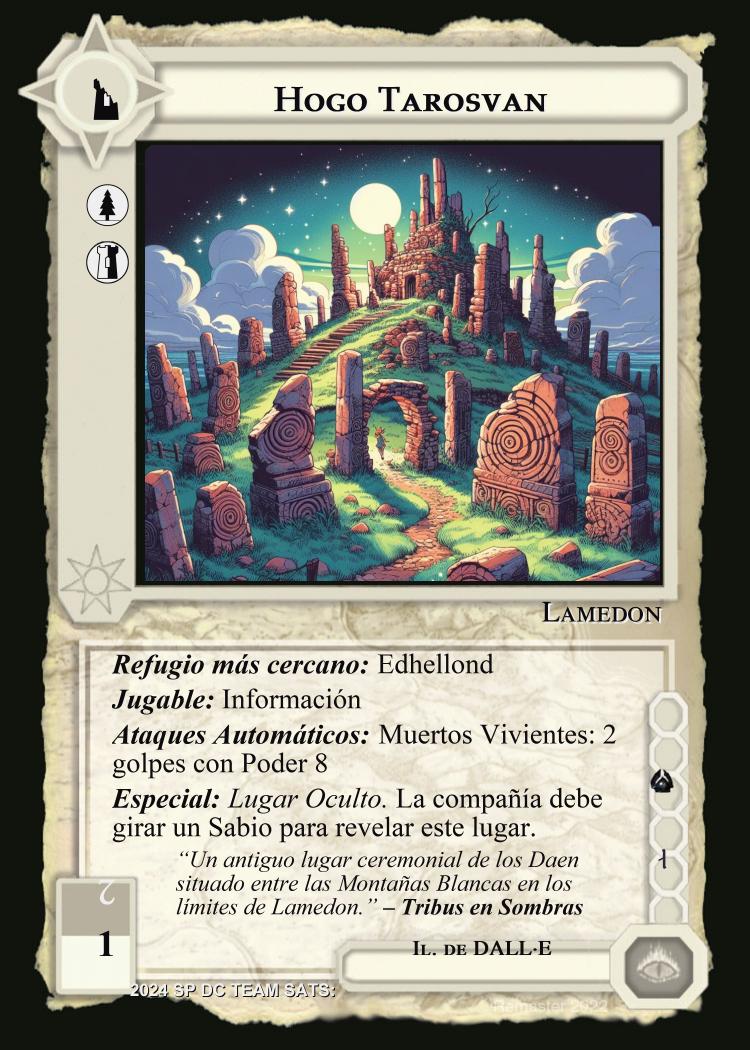 Hogo Tarosvan
Lamedon
Refugio más cercano: Edhellond
Jugable: Información
Ataques Automáticos: Muertos Vivientes: 2
golpes con Poder 8
Especial: Lugar Oculto. La compañía debe
girar un Sabio para revelar este lugar.
“Un antiguo lugar ceremonial de los Daen
situado entre las Montañas Blancas en los
límites de Lamedon.” – Tribus en Sombras
2
1
Il. de DALL·E
2024 SP DC TEAM SATS:
Remaster 2022